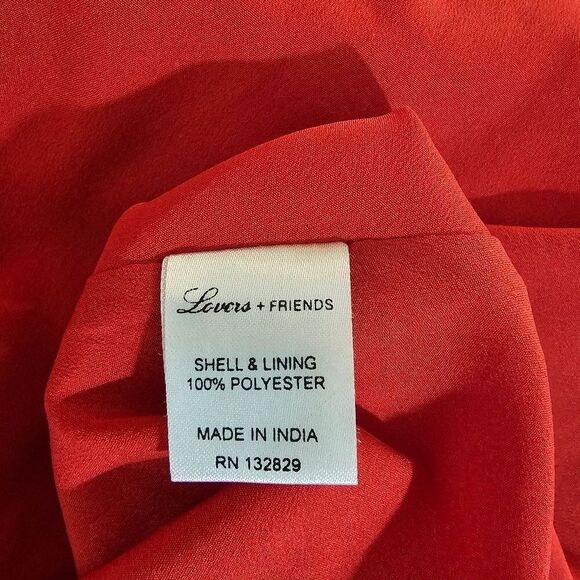 Lovers + FRIENDS
SHELL & LINING
100% POLYESTER
MADE IN INDIA
RN 132829